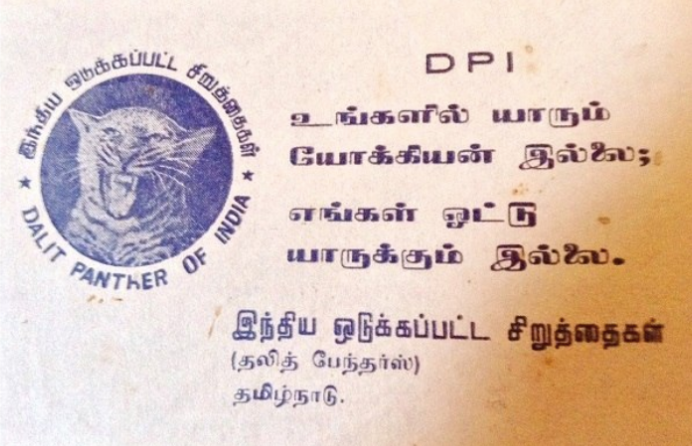 இந்திய ஒடுக்கப்பட்ட சிறுத்தைகள்
★ DALIT PANTHER OF INDIA ★
DPI
உங்களில் யாரும்
யோக்கியன் இல்லை;
எங்கள் ஓட்டு
யாருக்கும் இல்லை.
இந்திய ஒடுக்கப்பட்ட சிறுத்தைகள்
(தலித் பேந்தர்ஸ்)
தமிழ்நாடு.